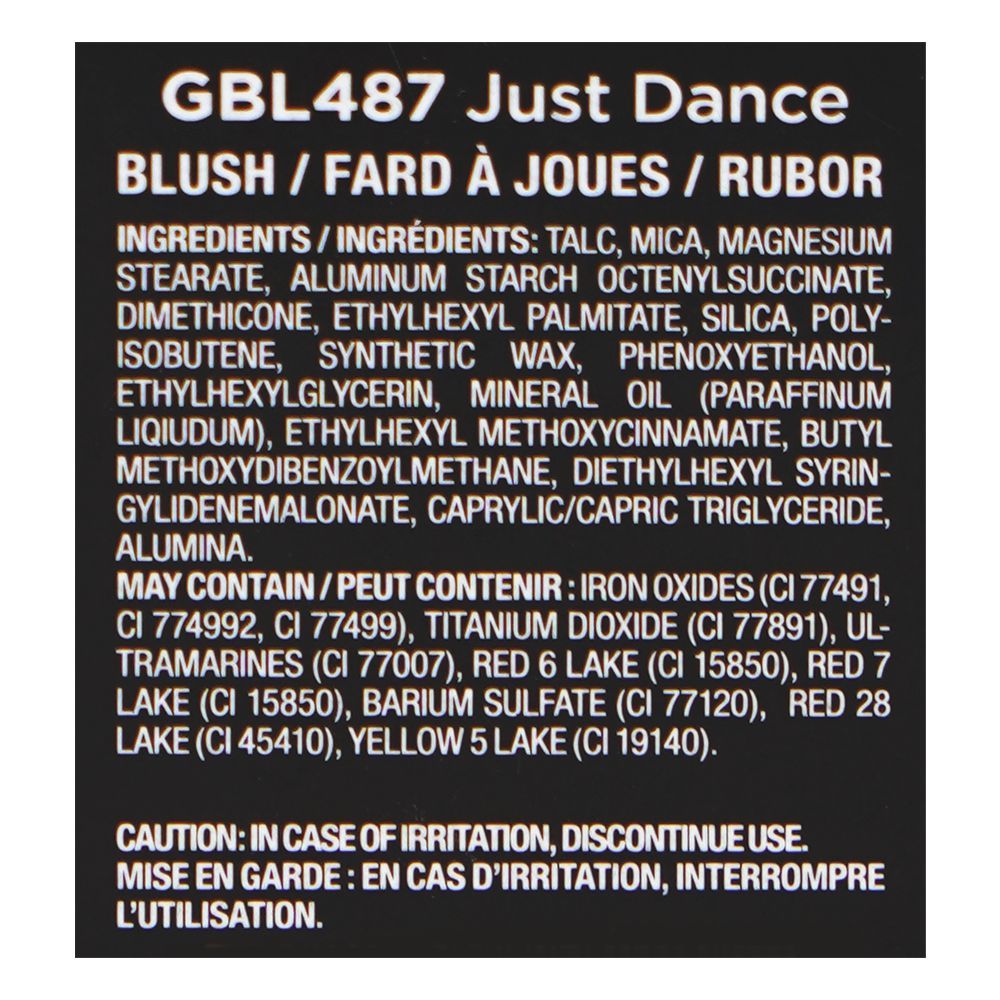 GBL487 Just Dance
BLUSH / FARD À JOUES / RUBOR
INGREDIENTS / INGRÉDIENTS: TALC, MICA, MAGNESIUM
STEARATE, ALUMINUM STARCH OCTENYLSUCCINATE,
DIMETHICONE, ETHYLHEXYL PALMITATE, SILICA, POLY-
ISOBUTENE, SYNTHETIC WAX, PHENOXYETHANOL,
ETHYLHEXYLGLYCERIN, MINERAL OIL (PARAFFINUM
LIQIUDUM), ETHYLHEXYL METHOXYCINNAMATE, BUTYL
METHOXYDIBENZOYLMETHANE, DIETHYLHEXYL SYRIN-
GYLIDENEMALONATE, CAPRYLIC/CAPRIC TRIGLYCERIDE,
ALUMINA.
MAY CONTAIN / PEUT CONTENIR : IRON OXIDES (CI 77491,
CI 774992, CI 77499), TITANIUM DIOXIDE (CI 77891), UL-
TRAMARINES (CI 77007), RED 6 LAKE (CI 15850), RED 7
LAKE (CI 15850), BARIUM SULFATE (CI 77120), RED 28
LAKE (CI 45410), YELLOW 5 LAKE (CI 19140).
CAUTION: IN CASE OF IRRITATION, DISCONTINUE USE.
MISE EN GARDE : EN CAS D'IRRITATION, INTERROMPRE
L'UTILISATION.